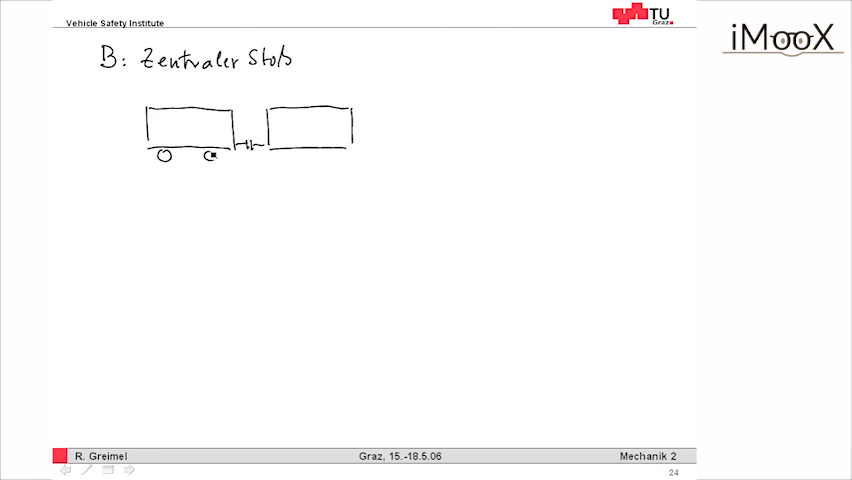 Vehicle Safety Institute
TU
Graz
iMooX
B: Zentraler Stoß
R. Greimel
Graz, 15.-18.5.06
Mechanik 2
24